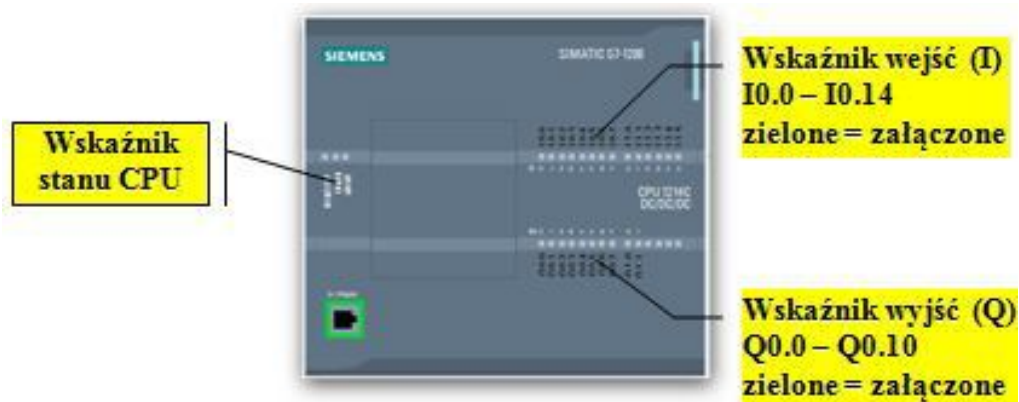 SIEMENS
SIMATIC S7-1200
Wskaźnik wejść (I)
I0.0 – I0.14
zielone = załączone
Wskaźnik
stanu CPU
CPU 1214C
DC/DC/DC
Wskaźnik wyjść (Q)
Q0.0 – Q0.10
zielone = załączone